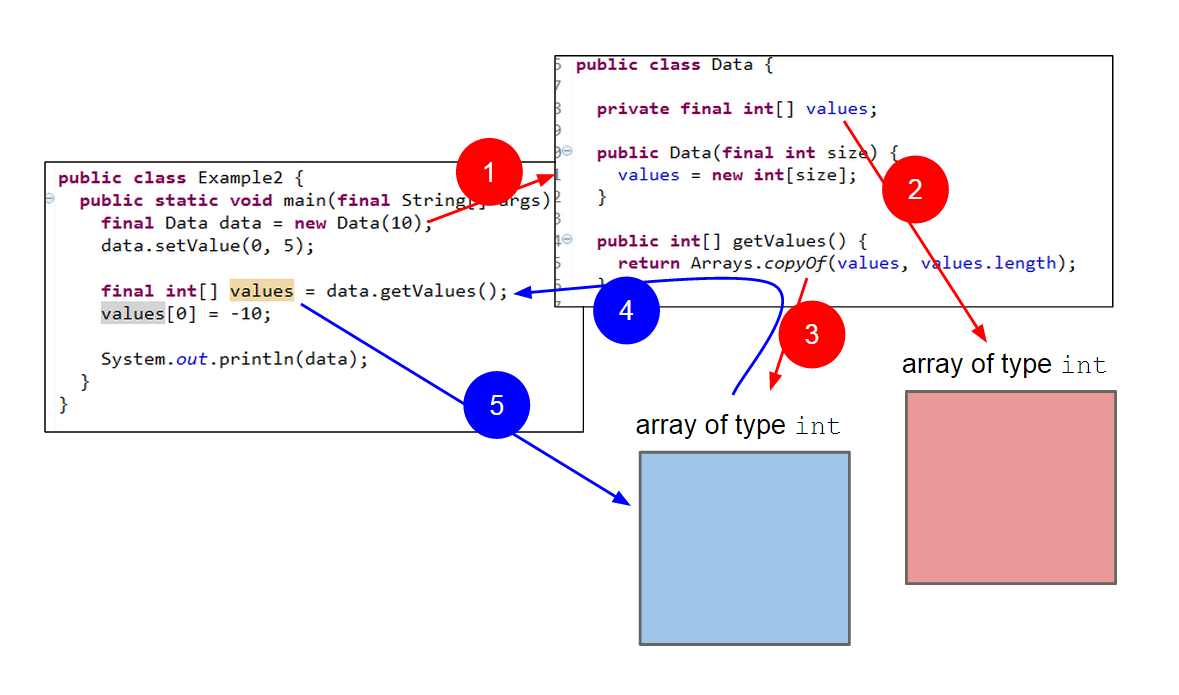 public class Example2 {
public static void main(final String[] args)
final Data data = new Data(10);
data.setValue(0, 5);
final int[] values = data.getValues();
values[0] = -10;
System.out.println(data);
}
}
public class Data {
private final int[] values;
public Data(final int size) {
values = new int[size];
}
public int[] getValues() {
return Arrays.copyOf(values, values.length);
}
1
2
3
4
5
array of type int
array of type int